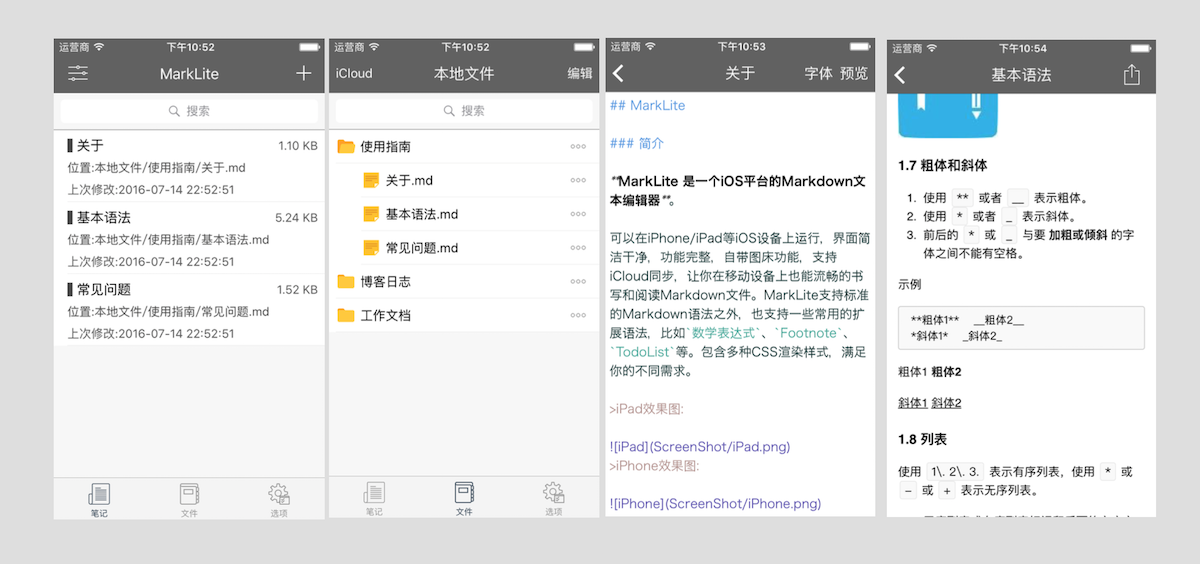 运营商 下午10:52
MarkLite
搜索
关于 1.10 KB
位置:本地文件/使用指南/关于.md
上次修改:2016-07-14 22:52:51
基本语法 5.24 KB
位置:本地文件/使用指南/基本语法.md
上次修改:2016-07-14 22:52:51
常见问题 1.52 KB
位置:本地文件/使用指南/常见问题.md
上次修改:2016-07-14 22:52:51
笔记 文件 选项
运营商 下午10:52
iCloud 本地文件 编辑
搜索
使用指南
关于.md
基本语法.md
常见问题.md
博客日志
工作文档
笔记 文件 选项
运营商 下午10:53
关于 字体 预览
## MarkLite
### 简介
**MarkLite 是一个iOS平台的Markdown文
本编辑器**。
可以在iPhone/iPad等iOS设备上运行，界面简
洁干净，功能完整，自带图床功能，支持
iCloud同步，让你在移动设备上也能流畅的书
写和阅读Markdown文件。MarkLite支持标准
的Markdown语法之外，也支持一些常用的扩
展语法，比如`数学表达式`、`Footnote`、
`TodoList`等。包含多种CSS渲染样式，满足
你的不同需求。
>iPad效果图:
![iPad](ScreenShot/iPad.png)
>iPhone效果图:
![iPhone](ScreenShot/iPhone.png)
运营商 下午10:54
基本语法
1.7 粗体和斜体
1. 使用 ** 或者 __ 表示粗体。
2. 使用 * 或者 _ 表示斜体。
3. 前后的 * 或 _ 与要 加粗或倾斜 的字
体之间不能有空格。
示例
**粗体1** __粗体2__
*斜体1* _斜体2_
粗体1 粗体2
斜体1 斜体2
1.8 列表
使用 1\. 2\. 3. 表示有序列表，使用 * 或
- 或 + 表示无序列表。